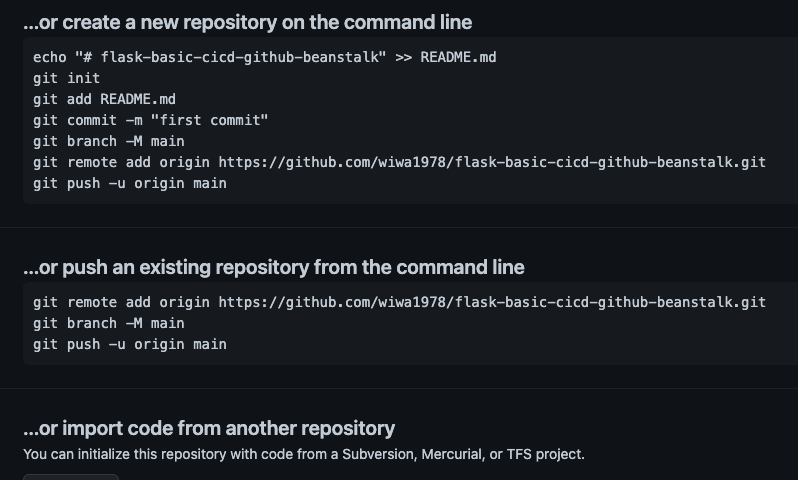 ...or create a new repository on the command line
echo "# flask-basic-cicd-github-beanstalk" >> README.md
git init
git add README.md
git commit -m "first commit"
git branch -M main
git remote add origin https://github.com/wiwa1978/flask-basic-cicd-github-beanstalk.git
git push -u origin main
...or push an existing repository from the command line
git remote add origin https://github.com/wiwa1978/flask-basic-cicd-github-beanstalk.git
git branch -M main
git push -u origin main
...or import code from another repository
You can initialize this repository with code from a Subversion, Mercurial, or TFS project.